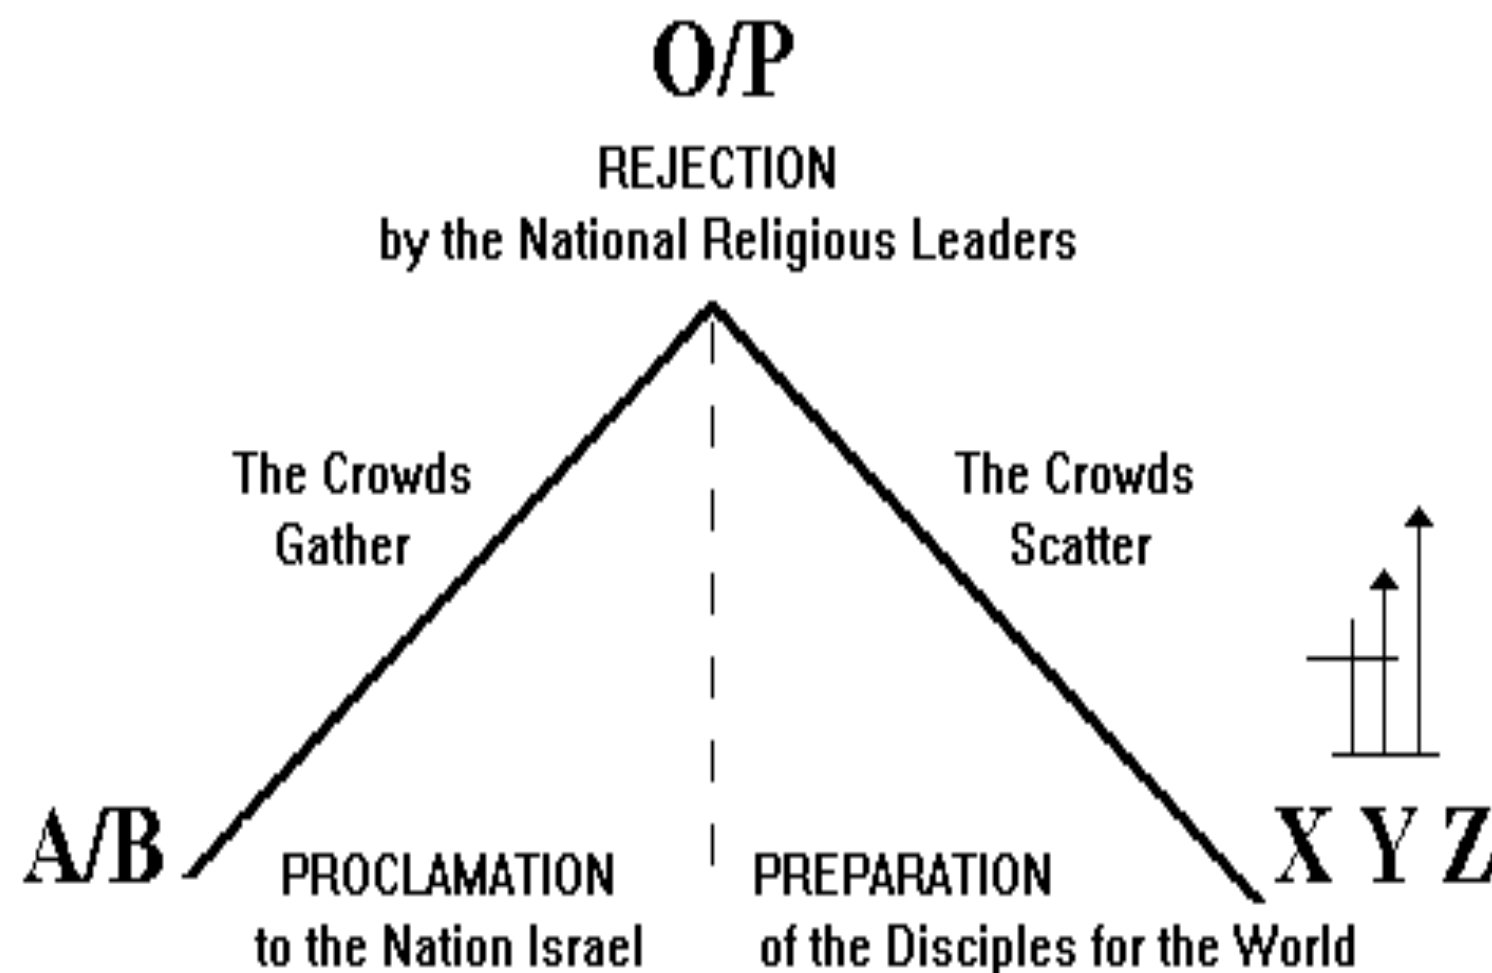 O/P
REJECTION
by the National Religious Leaders
The Crowds
Gather
The Crowds
Scatter
A/B
X Y Z
PROCLAMATION
to the Nation Israel
PREPARATION
of the Disciples for the World